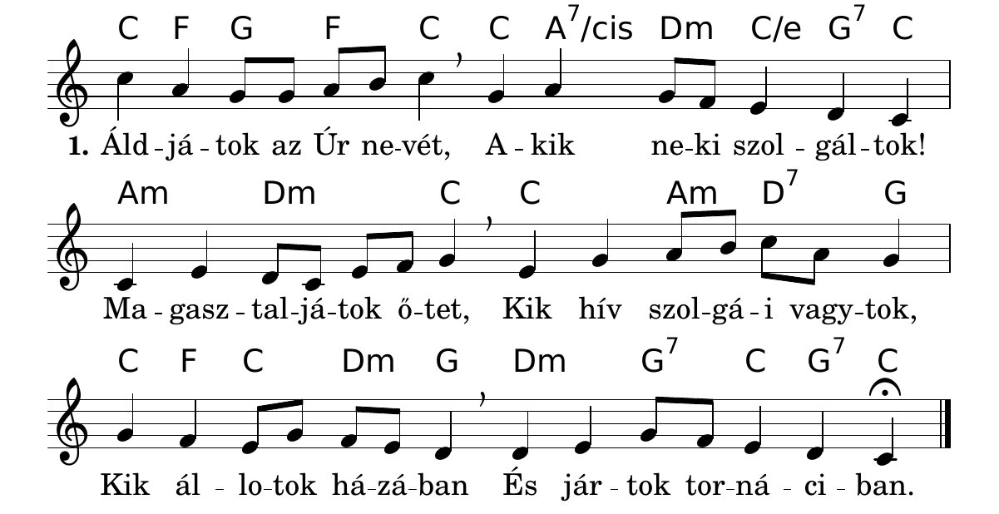 C F G F C C A7/cis Dm C/e G7 C
1. Áld-já-tok az Úr ne-vét, A-kik ne-ki szol-gál-tok!
Am Dm C C Am D7 G
Ma-gasz-tal-já-tok ő-tet, Kik hív szol-gá-i vagy-tok,
C F C Dm G Dm G7 C G7 C
Kik ál-lo-tok há-zá-ban És jár-tok tor-ná-ci-ban.